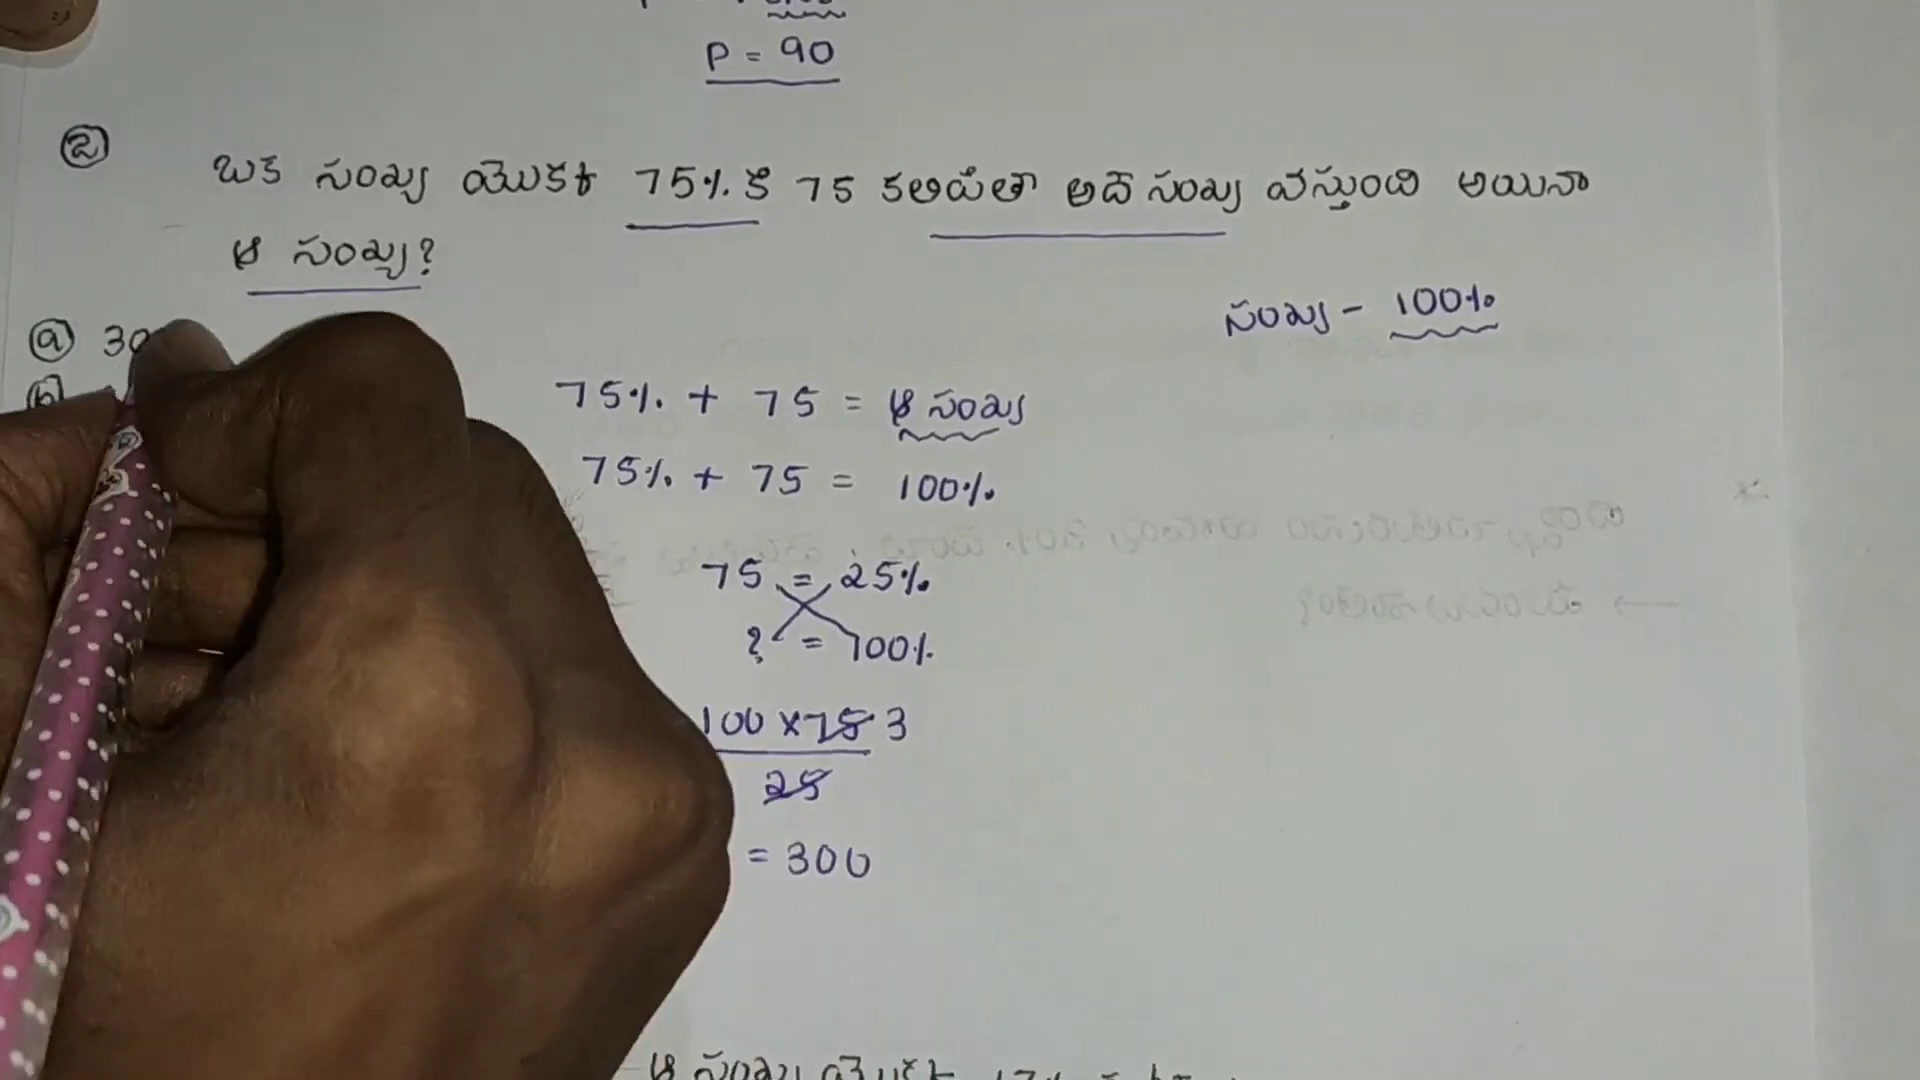 P = 90
② ఒక సంఖ్య యొక్క 75% కి 75 కలిపితే అదే సంఖ్య వస్తుంది అయినా
ఆ సంఖ్య?
సంఖ్య - 100%
ⓐ 30
ⓑ
75% + 75 = ఆ సంఖ్య
75% + 75 = 100%
75 = 25%
? = 100%
100 × 75 3
25
= 300
ఆ సంఖ్య యొక్క